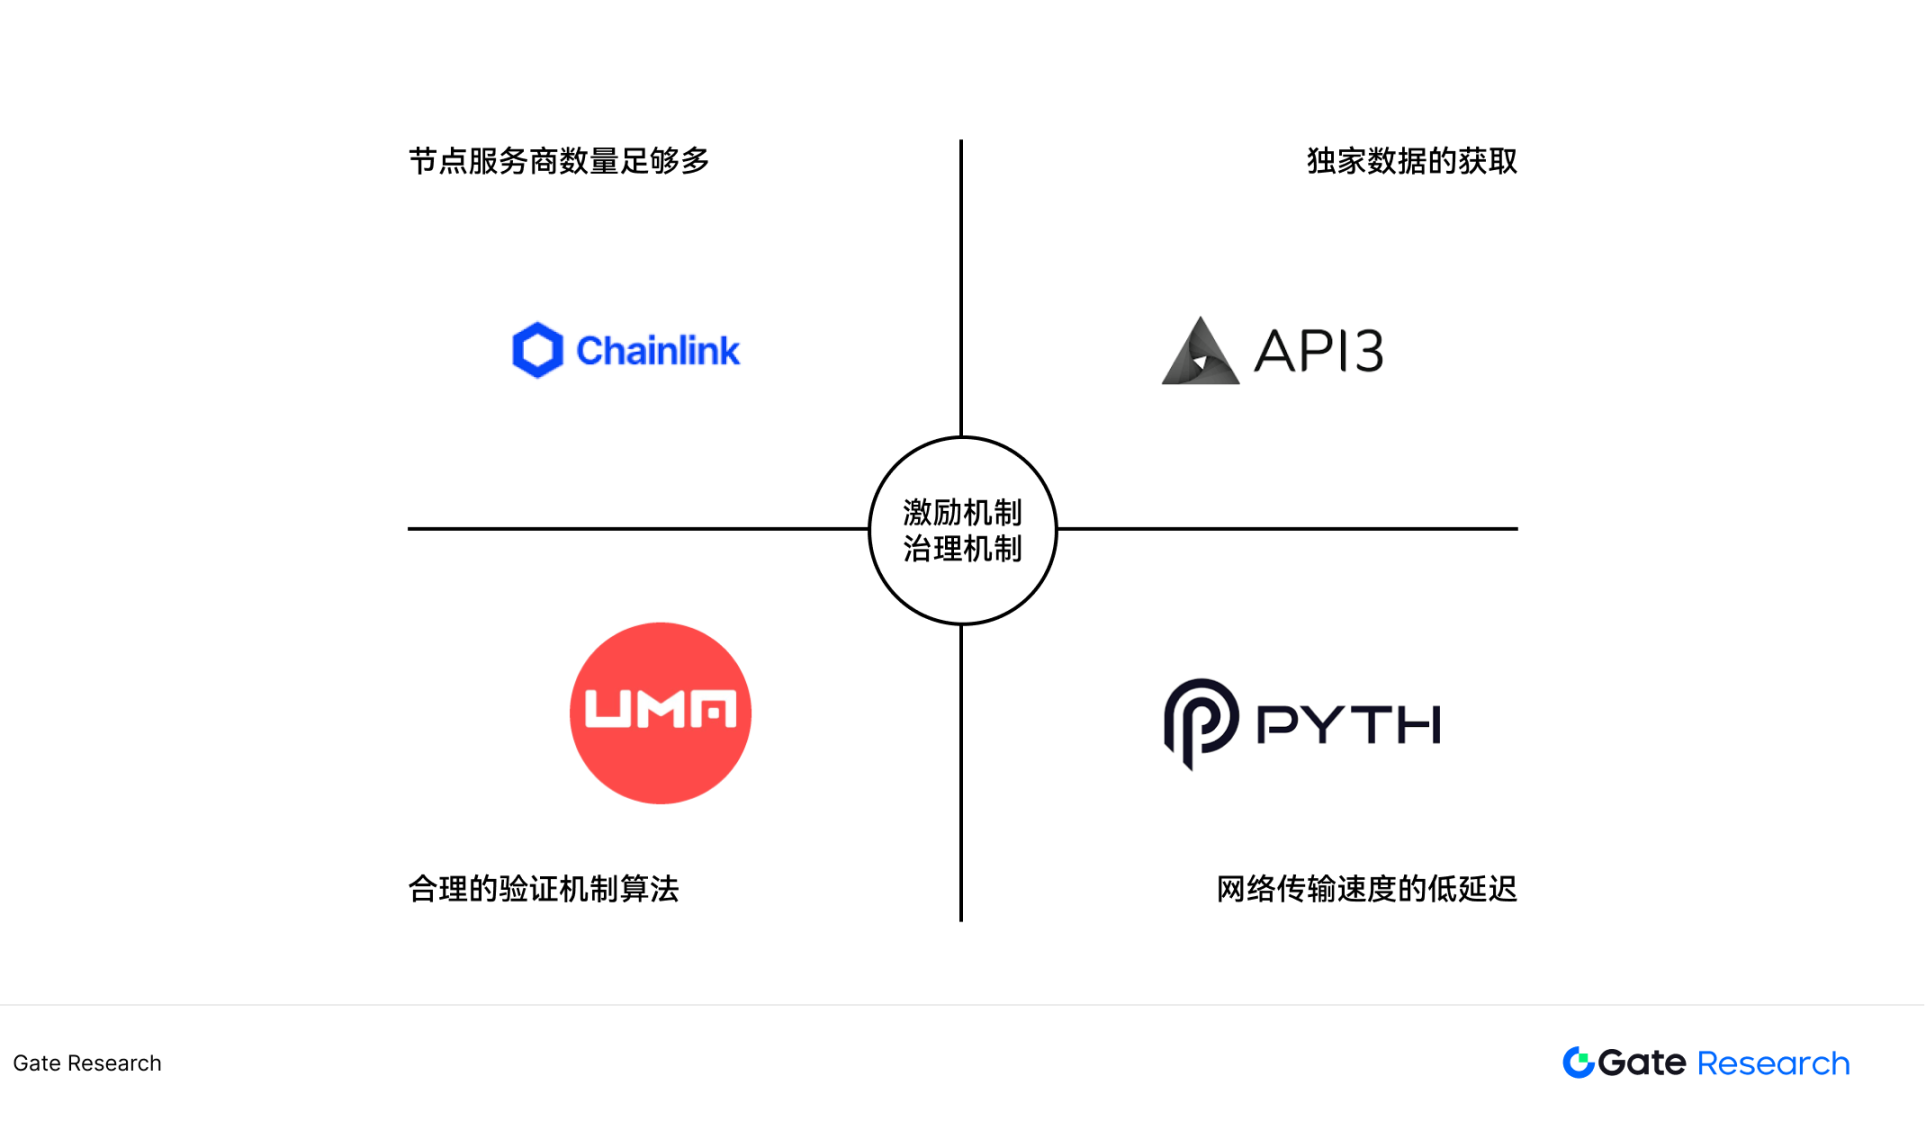 节点服务商数量足够多
独家数据的获取
Chainlink
API3
激励机制
治理机制
UMA
PYTH
合理的验证机制算法
网络传输速度的低延迟
Gate Research
Gate Research